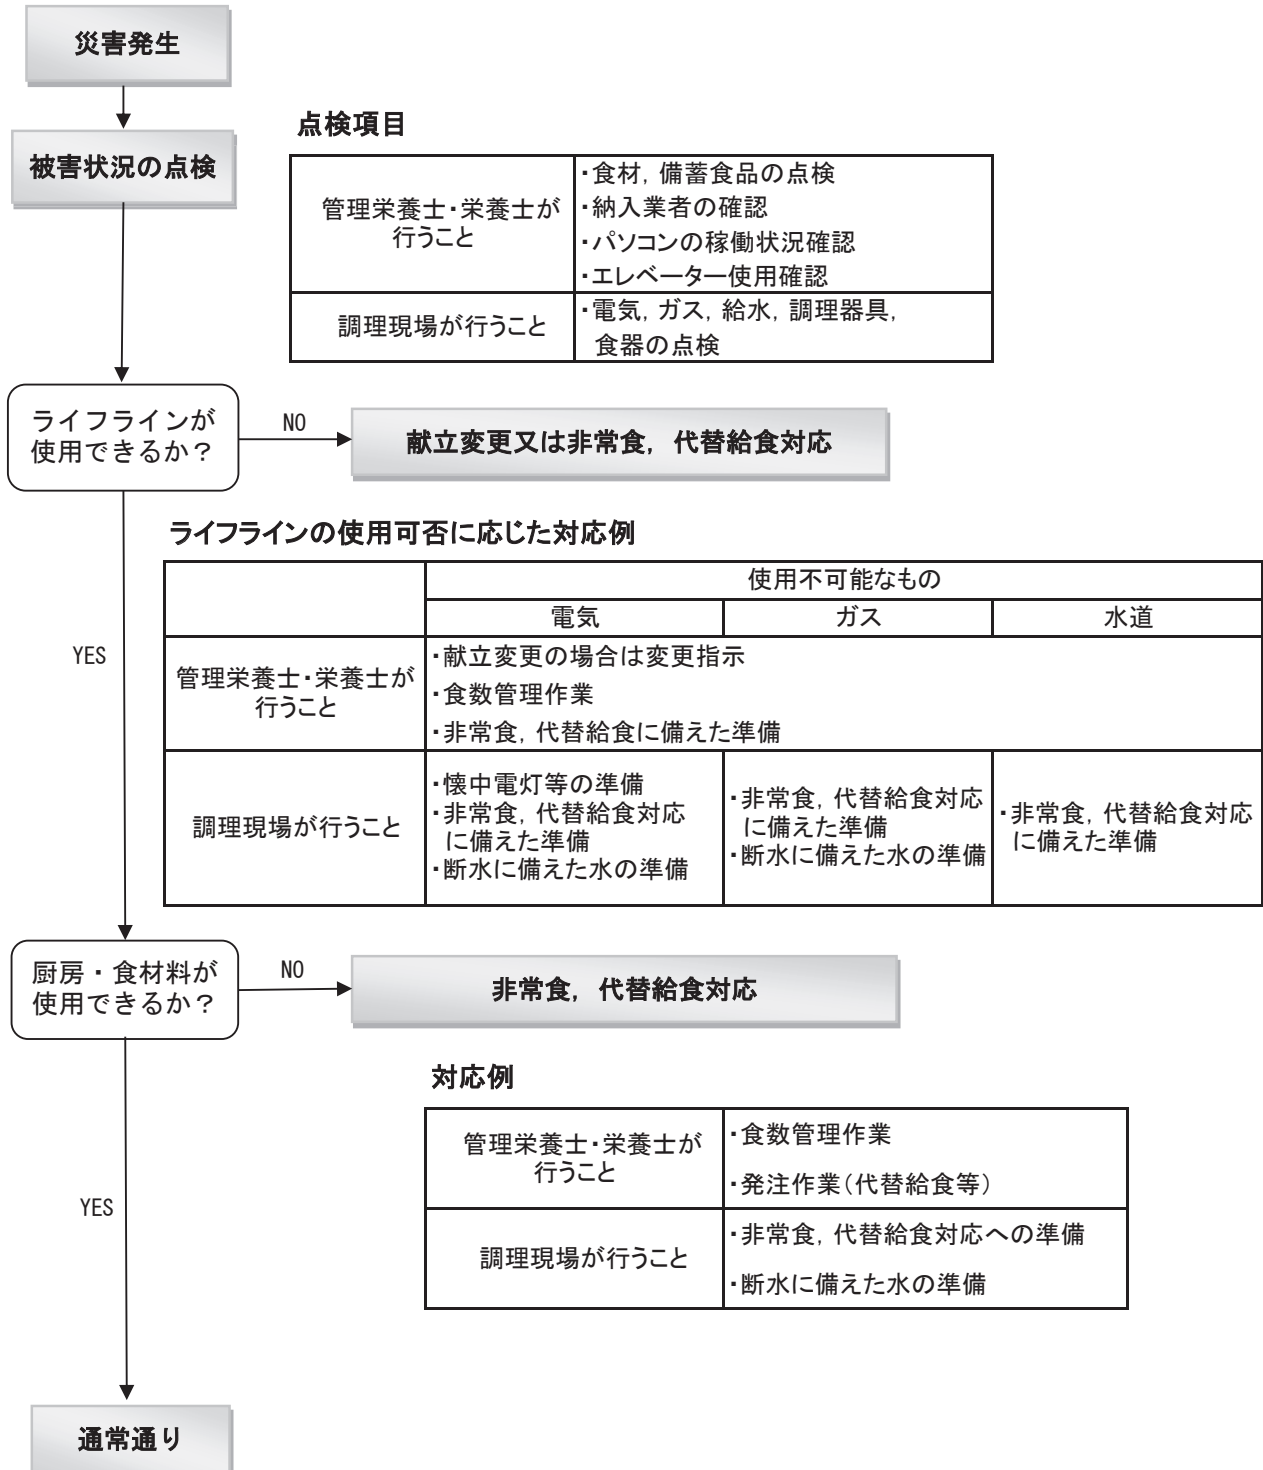 災害発生
被害状況の点検
点検項目
管理栄養士・栄養士が
行うこと
・食材，備蓄食品の点検
・納入業者の確認
・パソコンの稼働状況確認
・エレベーター使用確認
調理現場が行うこと
・電気，ガス，給水，調理器具，
食器の点検
ライフラインが
使用できるか？
NO
献立変更又は非常食，代替給食対応
ライフラインの使用可否に応じた対応例
使用不可能なもの
電気
ガス
水道
管理栄養士・栄養士が
行うこと
・献立変更の場合は変更指示
・食数管理作業
・非常食，代替給食に備えた準備
調理現場が行うこと
・懐中電灯等の準備
・非常食，代替給食対応
に備えた準備
・断水に備えた水の準備
・非常食，代替給食対応
に備えた準備
・断水に備えた水の準備
・非常食，代替給食対応
に備えた準備
YES
厨房・食材料が
使用できるか？
NO
非常食，代替給食対応
対応例
管理栄養士・栄養士が
行うこと
・食数管理作業
・発注作業（代替給食等）
調理現場が行うこと
・非常食，代替給食対応への準備
・断水に備えた水の準備
YES
通常通り